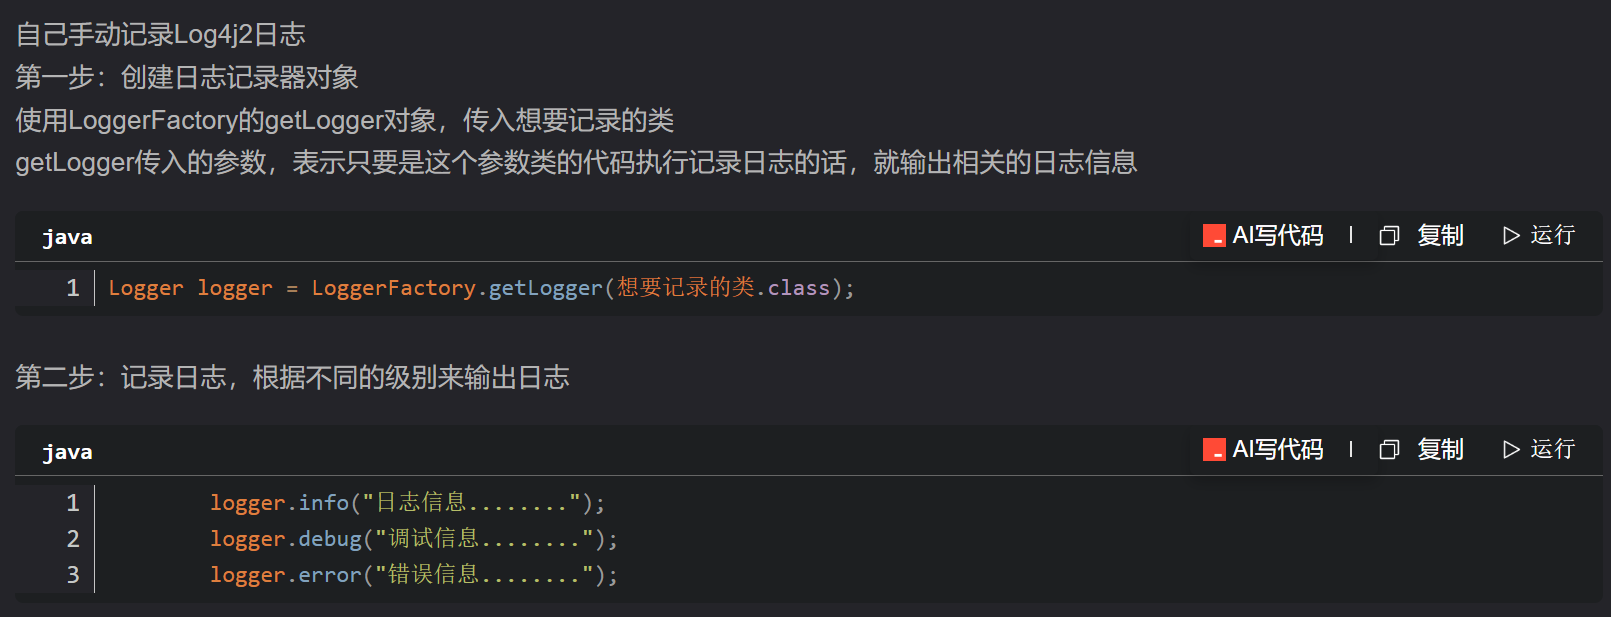 自己手动记录Log4j2日志
第一步：创建日志记录器对象
使用LoggerFactory的getLogger对象，传入想要记录的类
getLogger传入的参数，表示只要是这个参数类的代码执行记录日志的话，就输出相关的日志信息
java AI写代码 复制 运行
1 Logger logger = LoggerFactory.getLogger(想要记录的类.class);
第二步：记录日志，根据不同的级别来输出日志
java AI写代码 复制 运行
1 logger.info("日志信息........");
2 logger.debug("调试信息........");
3 logger.error("错误信息........");